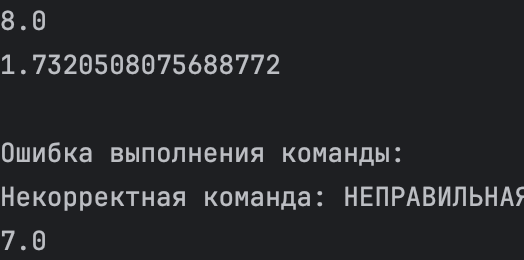 8.0
1.7320508075688772
Ошибка выполнения команды:
Некорректная команда: НЕПРАВИЛЬНАЯ
7.0